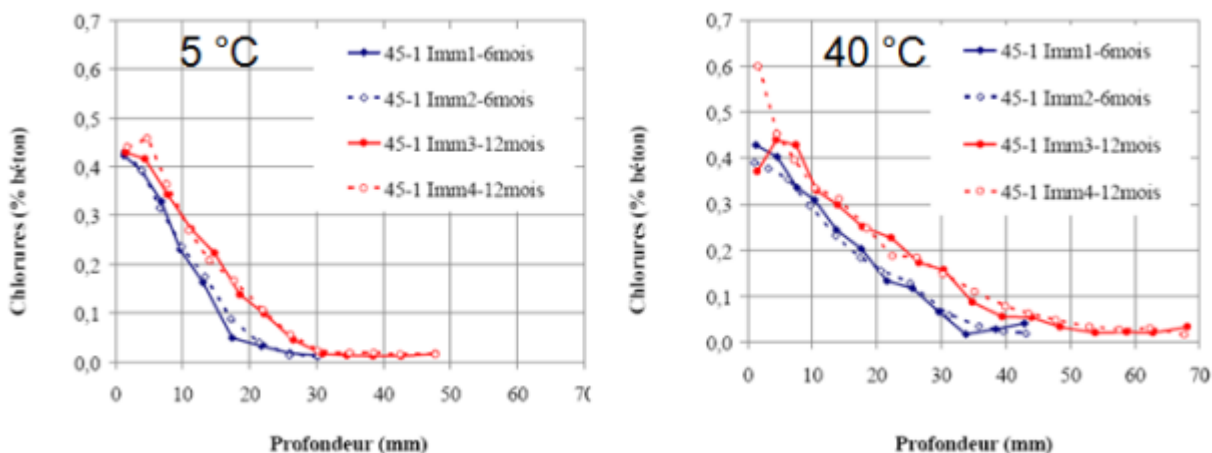 5 °C
0,7
0,6
0,5
0,4
0,3
0,2
0,1
0,0
Chlorures (% béton)
45-1 Imm1-6mois
45-1 Imm2-6mois
45-1 Imm3-12mois
45-1 Imm4-12mois
0 10 20 30 40 50 60 70
Profondeur (mm)
40 °C
0,7
0,6
0,5
0,4
0,3
0,2
0,1
0,0
Chlorures (% béton)
45-1 Imm1-6mois
45-1 Imm2-6mois
45-1 Imm3-12mois
45-1 Imm4-12mois
0 10 20 30 40 50 60 70
Profondeur (mm)